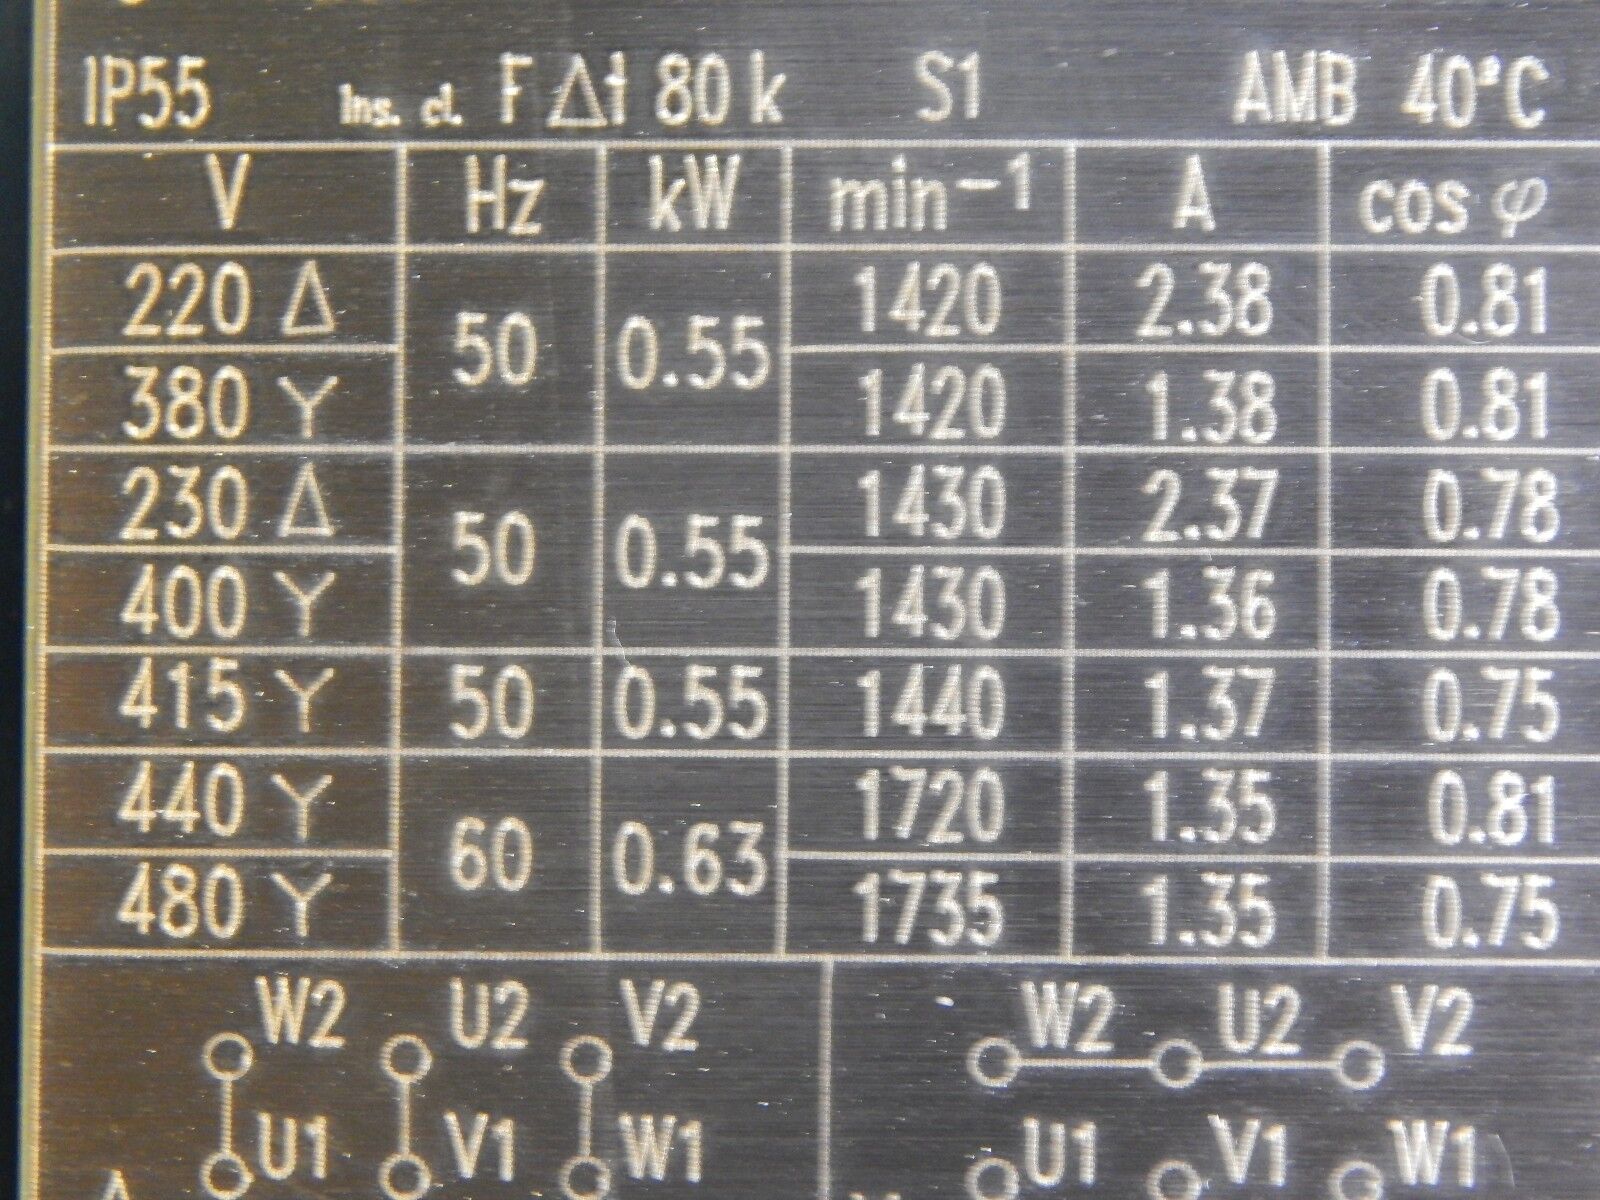 IP55 Ins. cl. F Δt 80 k S1 AMB 40°C
V Hz kW min⁻¹ A cos φ
220 Δ 50 0.55 1420 2.38 0.81
380 Y 1420 1.38 0.81
230 Δ 50 0.55 1430 2.37 0.78
400 Y 1430 1.36 0.78
415 Y 50 0.55 1440 1.37 0.75
440 Y 60 0.63 1720 1.35 0.81
480 Y 1735 1.35 0.75
W2 U2 V2 W2 U2 V2
U1 V1 W1 U1 V1 W1